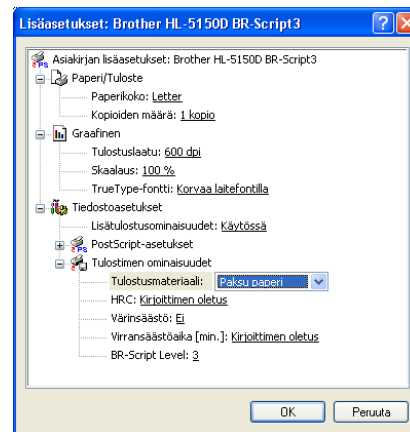 Lisäasetukset: Brother HL-5150D BR-Script3
Asiakirjan lisäasetukset: Brother HL-5150D BR-Script3
Paperi/Tuloste
Paperikoko: Letter
Kopioiden määrä: 1 kopio
Graafinen
Tulostuslaatu: 600 dpi
Skaalaus: 100 %
TrueType-fontti: Korvaa laitefontilla
Tiedostoasetukset
Lisätulostusominaisuudet: Käytössä
PostScript-asetukset
Tulostimen ominaisuudet
Tulostusmateriaali: Paksu paperi
HRC: Kirjoittimen oletus
Värinsäästö: Ei
Virransäästöaika [min.]: Kirjoittimen oletus
BR-Script Level: 3
OK Peruuta